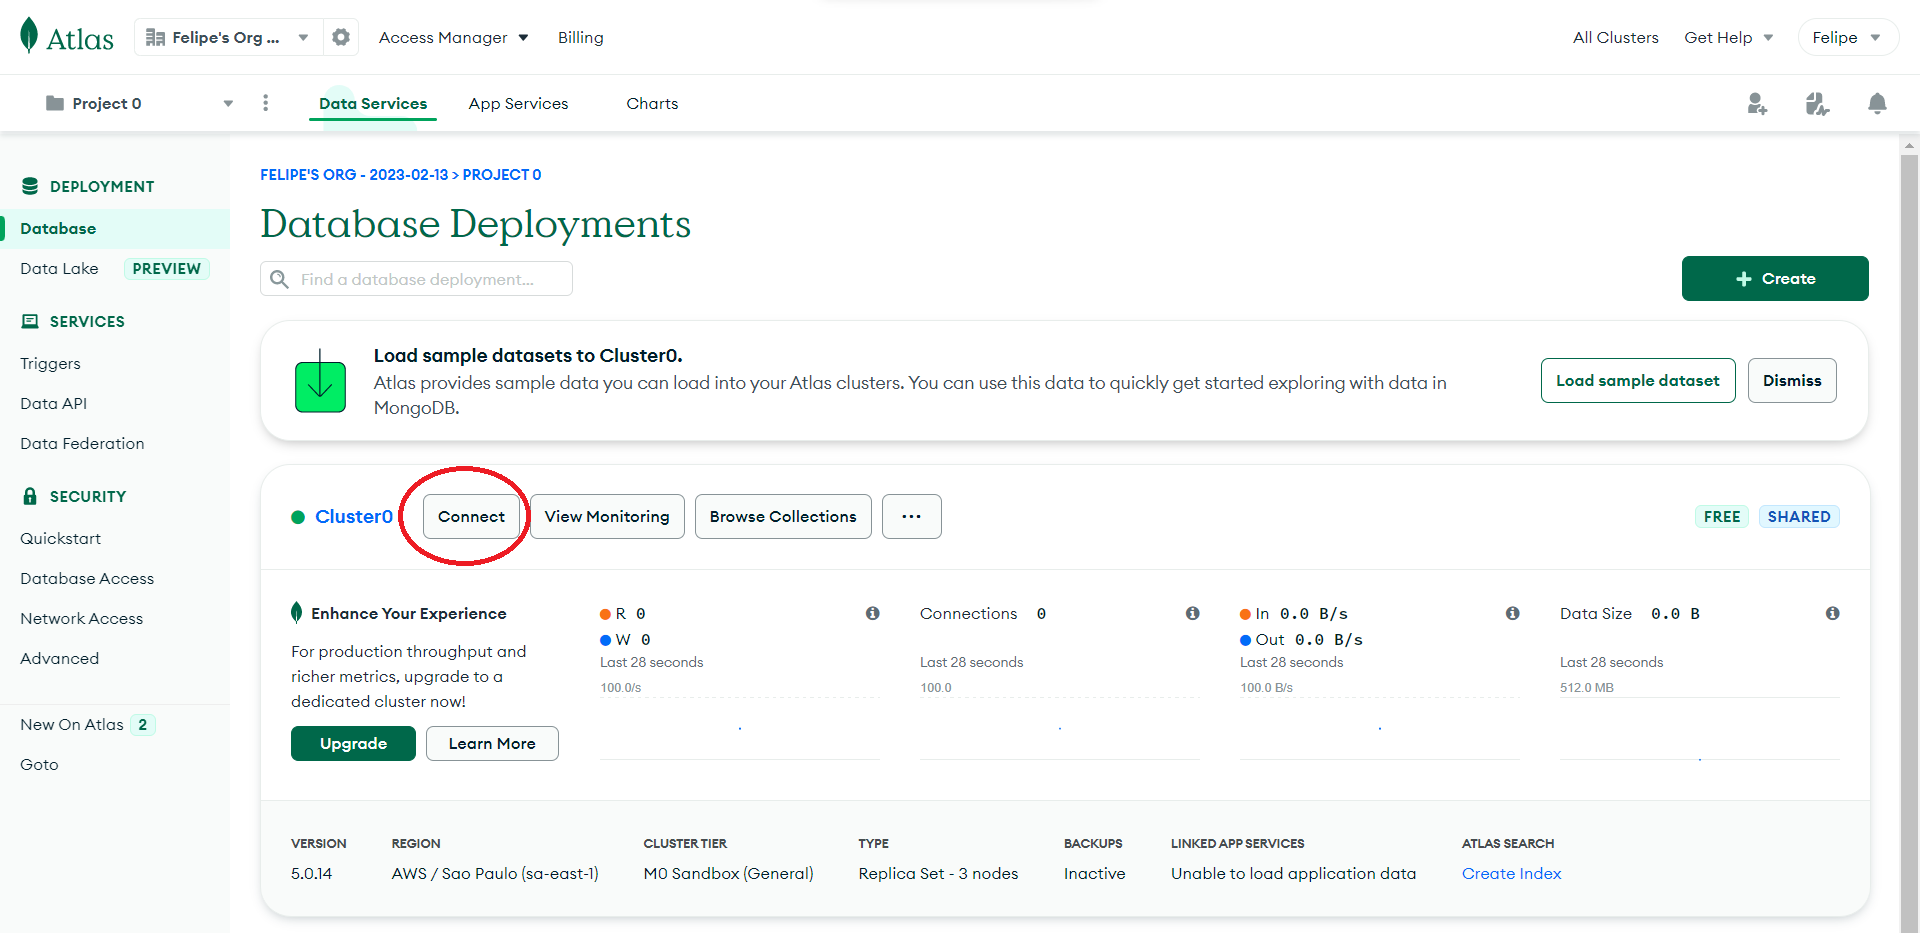 Atlas
Felipe's Org ...
Access Manager
Billing
All Clusters
Get Help
Felipe
Project 0
Data Services
App Services
Charts
DEPLOYMENT
Database
Data Lake PREVIEW
SERVICES
Triggers
Data API
Data Federation
SECURITY
Quickstart
Database Access
Network Access
Advanced
New On Atlas 2
Goto
FELIPE'S ORG - 2023-02-13 > PROJECT 0
Database Deployments
Find a database deployment...
+ Create
Load sample datasets to Cluster0.
Atlas provides sample data you can load into your Atlas clusters. You can use this data to quickly get started exploring with data in
MongoDB.
Load sample dataset
Dismiss
Cluster0
Connect
View Monitoring
Browse Collections
...
FREE
SHARED
Enhance Your Experience
For production throughput and
richer metrics, upgrade to a
dedicated cluster now!
Upgrade
Learn More
R 0
W 0
Last 28 seconds
100.0/s
Connections 0
Last 28 seconds
100.0
In 0.0 B/s
Out 0.0 B/s
Last 28 seconds
100.0 B/s
Data Size 0.0 B
Last 28 seconds
512.0 MB
VERSION
5.0.14
REGION
AWS / Sao Paulo (sa-east-1)
CLUSTER TIER
M0 Sandbox (General)
TYPE
Replica Set - 3 nodes
BACKUPS
Inactive
LINKED APP SERVICES
Unable to load application data
ATLAS SEARCH
Create Index